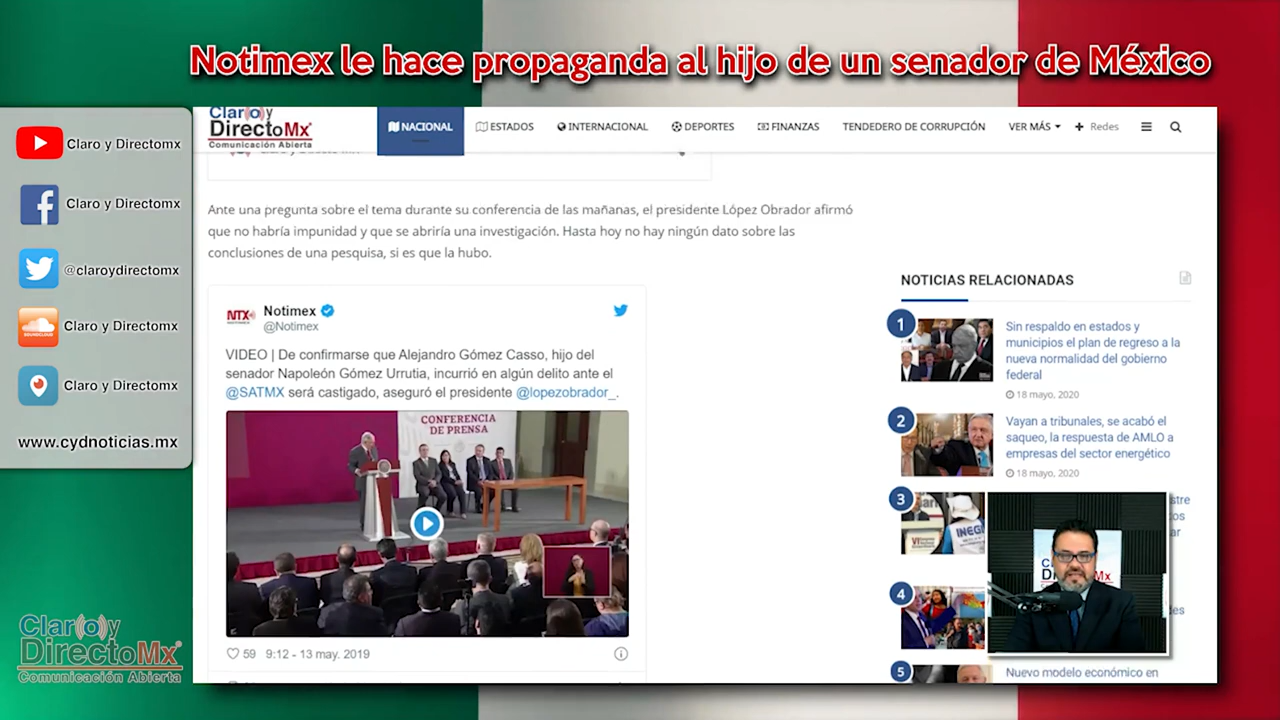 Notimex le hace propaganda al hijo de un senador de México
Claro y Directomx
Claro y Directomx
@claroydirectomx
SOUNDCLOUD
Claro y Directomx
Claro y Directomx
www.cydnoticias.mx
Claro y
DirectoMx
Comunicación Abierta
Claro y
DirectoMx
Comunicación Abierta
NACIONAL
ESTADOS
INTERNACIONAL
DEPORTES
FINANZAS
TENDEDERO DE CORRUPCIÓN
VER MÁS
Redes
Ante una pregunta sobre el tema durante su conferencia de las mañanas, el presidente López Obrador afirmó
que no habría impunidad y que se abriría una investigación. Hasta hoy no hay ningún dato sobre las
conclusiones de una pesquisa, si es que la hubo.
NTX
Notimex
@Notimex
VIDEO | De confirmarse que Alejandro Gómez Casso, hijo del
senador Napoleón Gómez Urrutia, incurrió en algún delito ante el
@SATMX será castigado, aseguró el presidente @lopezobrador_.
CONFERENCIA
DE PRENSA
59 9:12 - 13 may. 2019
NOTICIAS RELACIONADAS
1
Sin respaldo en estados y
municipios el plan de regreso a la
nueva normalidad del gobierno
federal
18 mayo, 2020
2
Vayan a tribunales, se acabó el
saqueo, la respuesta de AMLO a
empresas del sector energético
18 mayo, 2020
3
INEGI
4
5
Nuevo modelo económico en